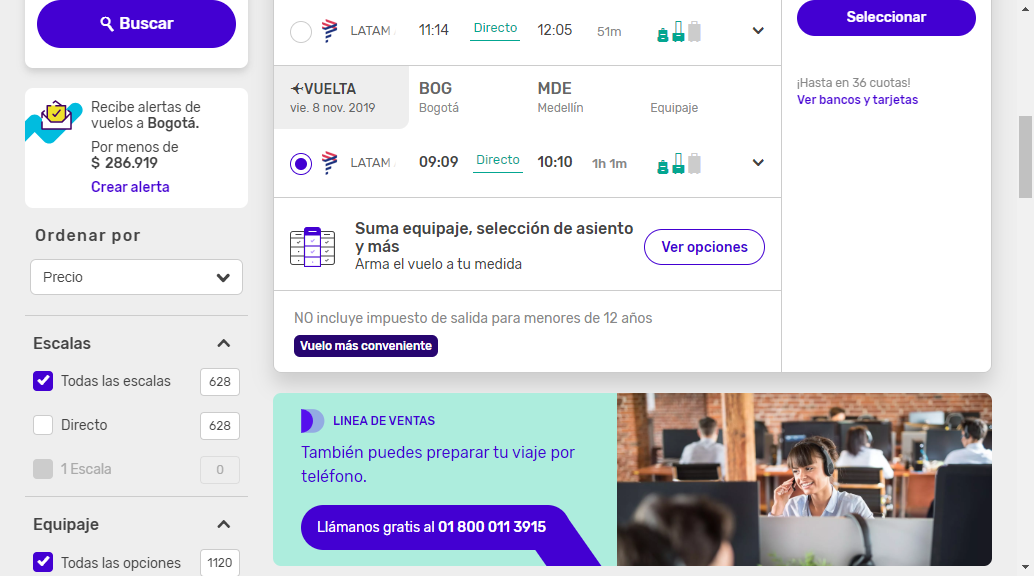 Buscar
Recibe alertas de
vuelos a Bogotá.
Por menos de
$ 286.919
Crear alerta
Ordenar por
Precio
Escalas
Todas las escalas 628
Directo 628
1 Escala 0
Equipaje
Todas las opciones 1120
LATAM 11:14 Directo 12:05 51m
VUELTA BOG MDE
vie. 8 nov. 2019 Bogotá Medellín Equipaje
LATAM 09:09 Directo 10:10 1h 1m
Suma equipaje, selección de asiento
y más
Arma el vuelo a tu medida
Ver opciones
NO incluye impuesto de salida para menores de 12 años
Vuelo más conveniente
Seleccionar
¡Hasta en 36 cuotas!
Ver bancos y tarjetas
LINEA DE VENTAS
También puedes preparar tu viaje por
teléfono.
Llámanos gratis al 01 800 011 3915